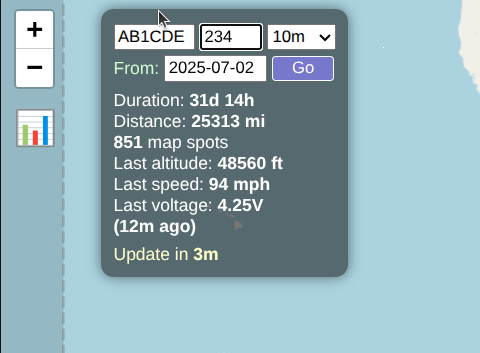 +
−
AB1CDE 234 10m
From: 2025-07-02 Go
Duration: 31d 14h
Distance: 25313 mi
851 map spots
Last altitude: 48560 ft
Last speed: 94 mph
Last voltage: 4.25V
(12m ago)
Update in 3m